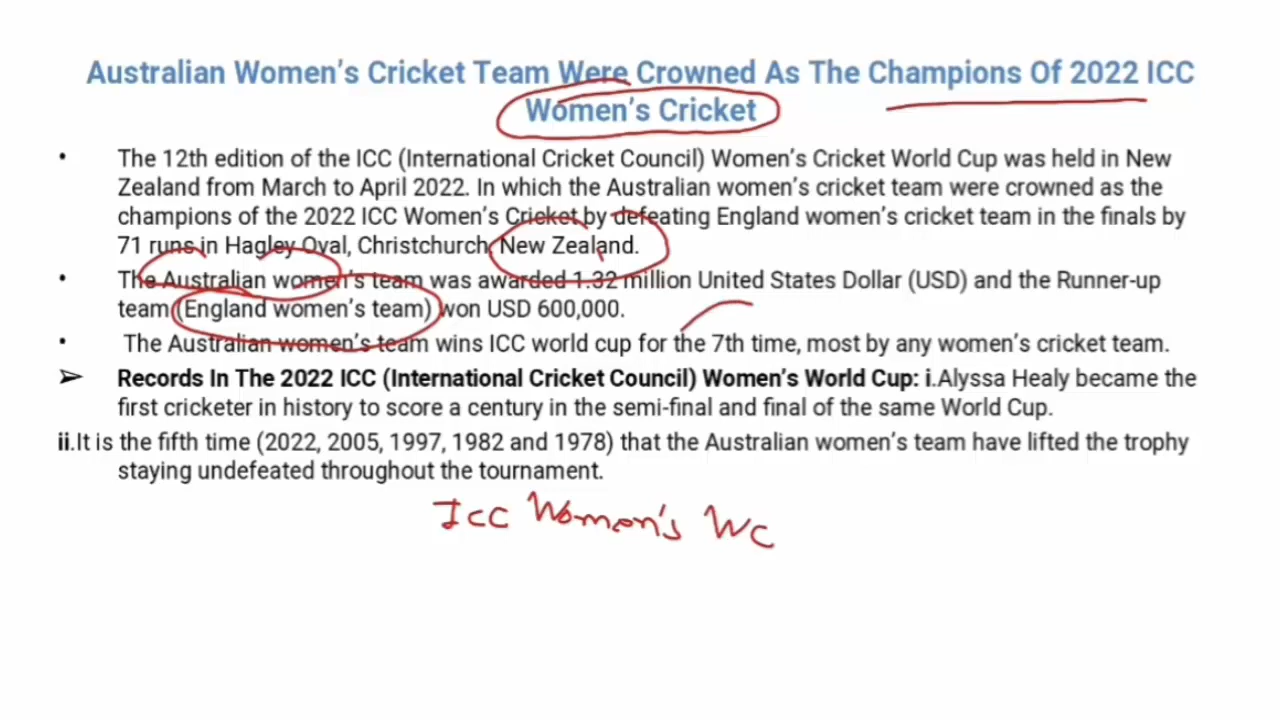 Australian Women's Cricket Team Were Crowned As The Champions Of 2022 ICC
Women's Cricket
• The 12th edition of the ICC (International Cricket Council) Women's Cricket World Cup was held in New
Zealand from March to April 2022. In which the Australian women's cricket team were crowned as the
champions of the 2022 ICC Women's Cricket by defeating England women's cricket team in the finals by
71 runs in Hagley Oval, Christchurch, New Zealand.
• The Australian women's team was awarded 1.32 million United States Dollar (USD) and the Runner-up
team (England women's team) won USD 600,000.
• The Australian women's team wins ICC world cup for the 7th time, most by any women's cricket team.
➢ Records In The 2022 ICC (International Cricket Council) Women's World Cup: i.Alyssa Healy became the
first cricketer in history to score a century in the semi-final and final of the same World Cup.
ii.It is the fifth time (2022, 2005, 1997, 1982 and 1978) that the Australian women's team have lifted the trophy
staying undefeated throughout the tournament.
ICC Women's WC